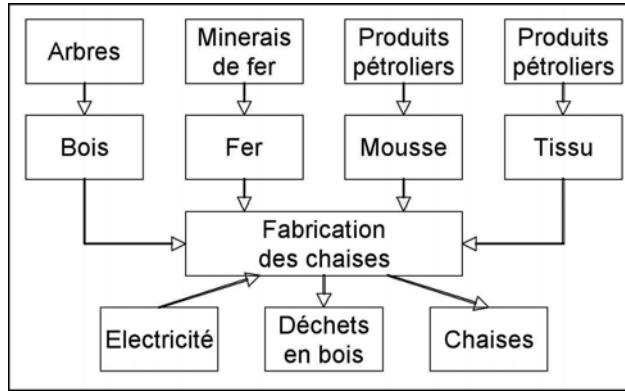 Arbres
Minerais
de fer
Produits
pétroliers
Produits
pétroliers
Bois
Fer
Mousse
Tissu
Fabrication
des chaises
Electricité
Déchets
en bois
Chaises